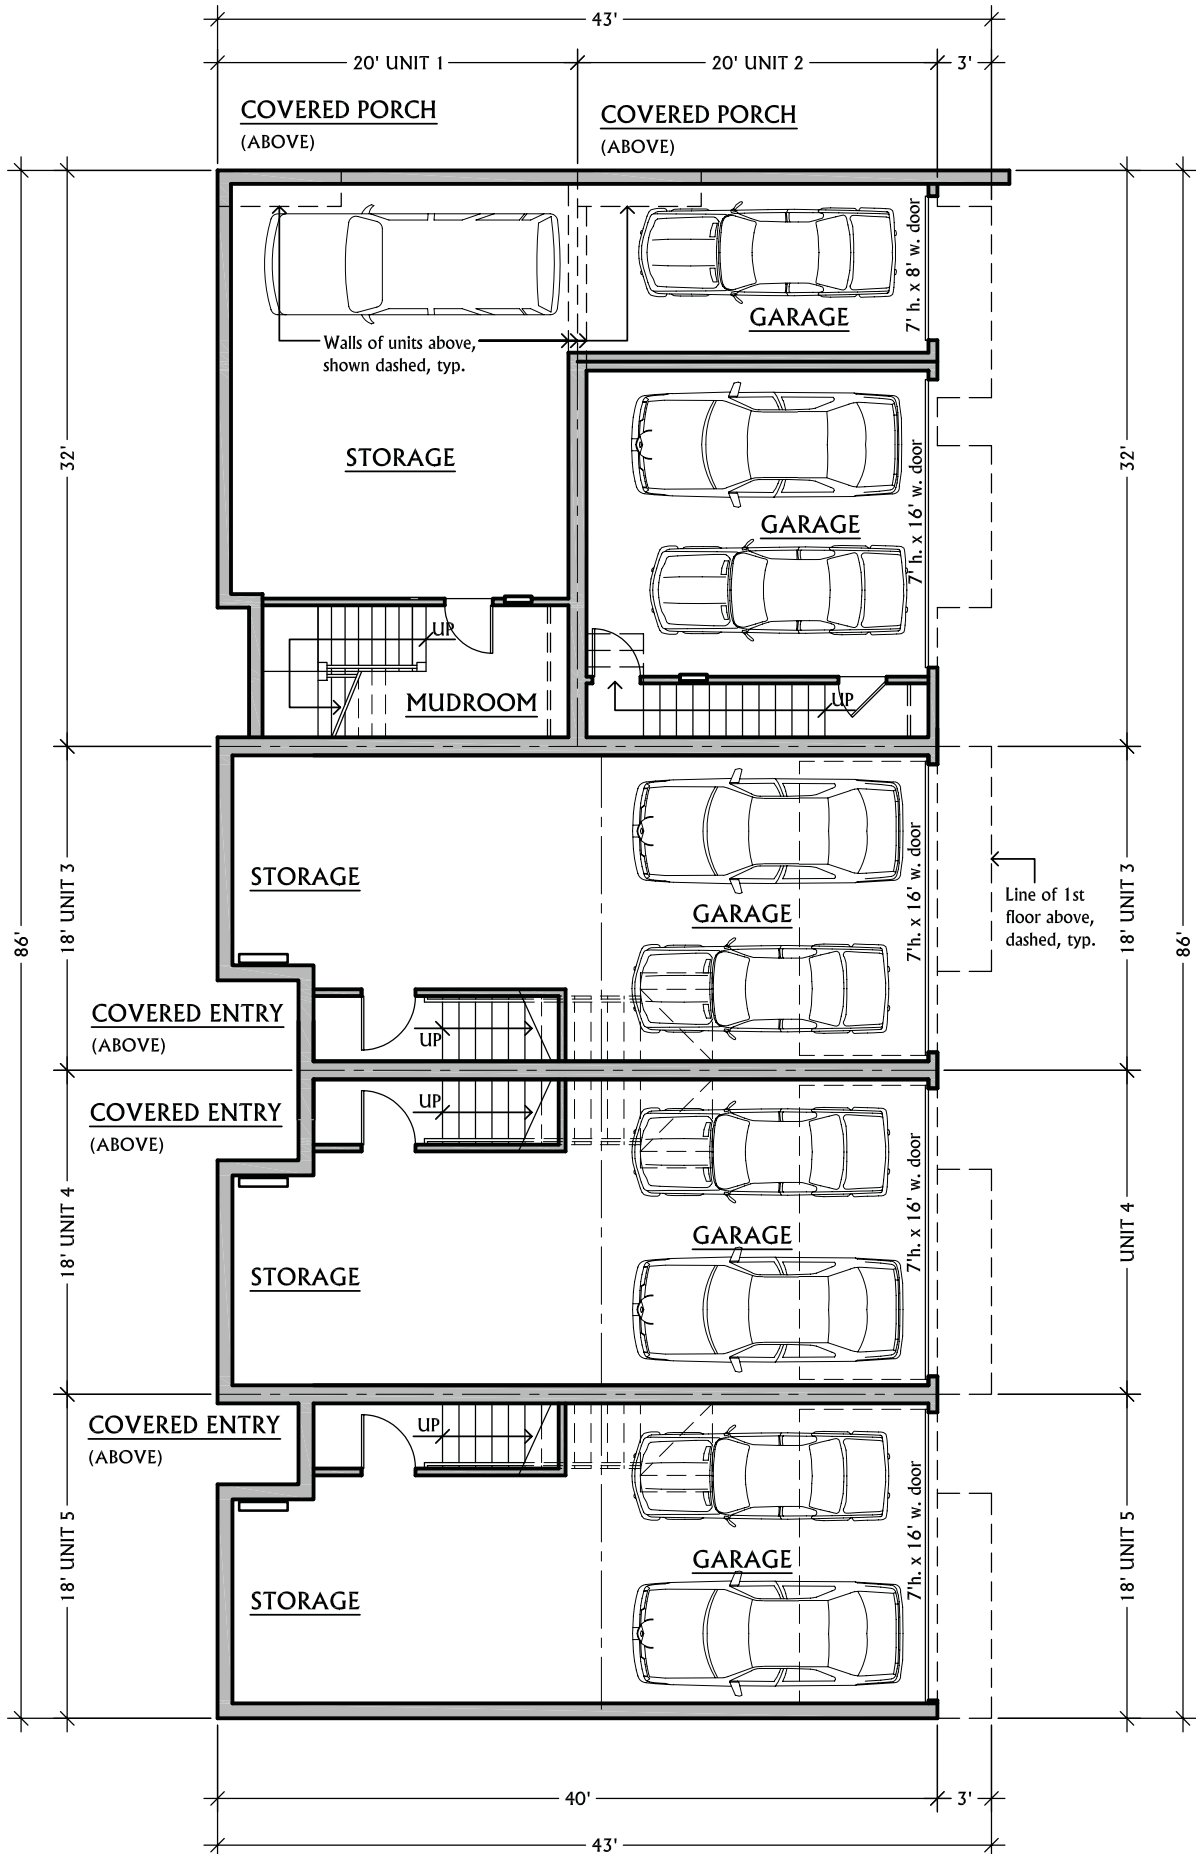 43'
20' UNIT 1
20' UNIT 2
3'
COVERED PORCH
(ABOVE)
COVERED PORCH
(ABOVE)
7' h. x 8' w. door
GARAGE
Walls of units above,
shown dashed, typ.
32'
STORAGE
32'
7' h. x 16' w. door
GARAGE
UP
MUDROOM
UP
86'
18' UNIT 3
STORAGE
7'h. x 16' w. door
GARAGE
Line of 1st
floor above,
dashed, typ.
18' UNIT 3
86'
COVERED ENTRY
(ABOVE)
UP
COVERED ENTRY
(ABOVE)
UP
18' UNIT 4
STORAGE
7'h. x 16' w. door
GARAGE
UNIT 4
COVERED ENTRY
(ABOVE)
UP
18' UNIT 5
STORAGE
7'h. x 16' w. door
GARAGE
18' UNIT 5
40'
3'
43'